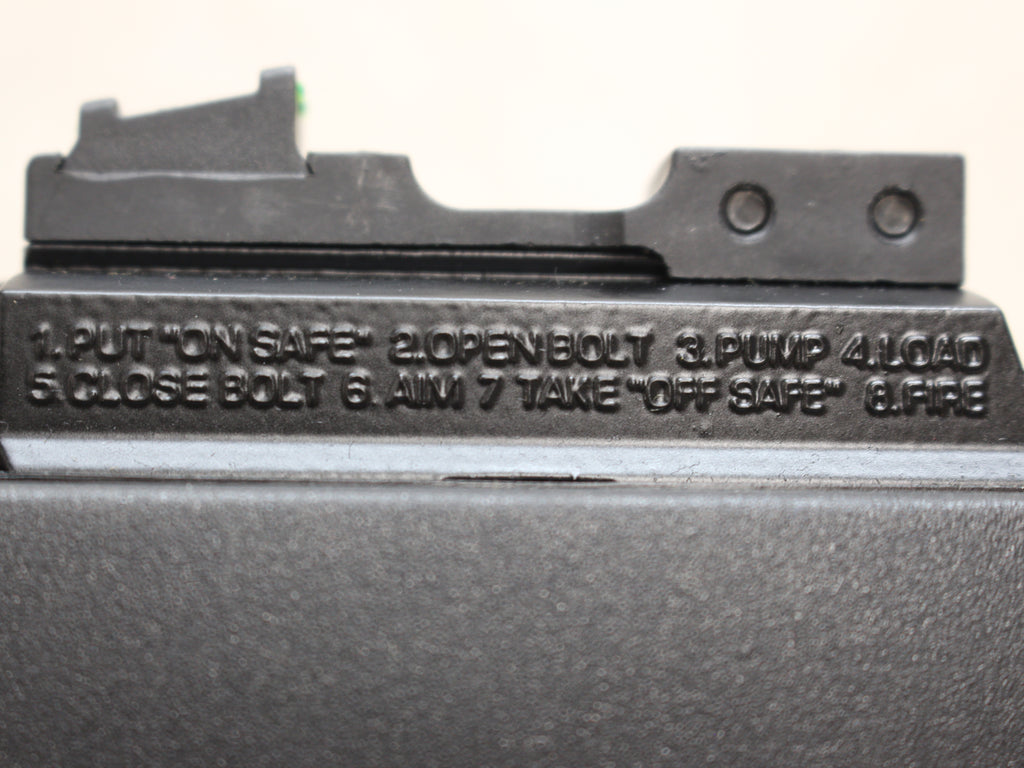 1. PUT "ON SAFE" 2.OPEN BOLT 3.PUMP 4.LOAD
5.CLOSE BOLT 6. AIM 7 TAKE "OFF SAFE" 8.FIRE